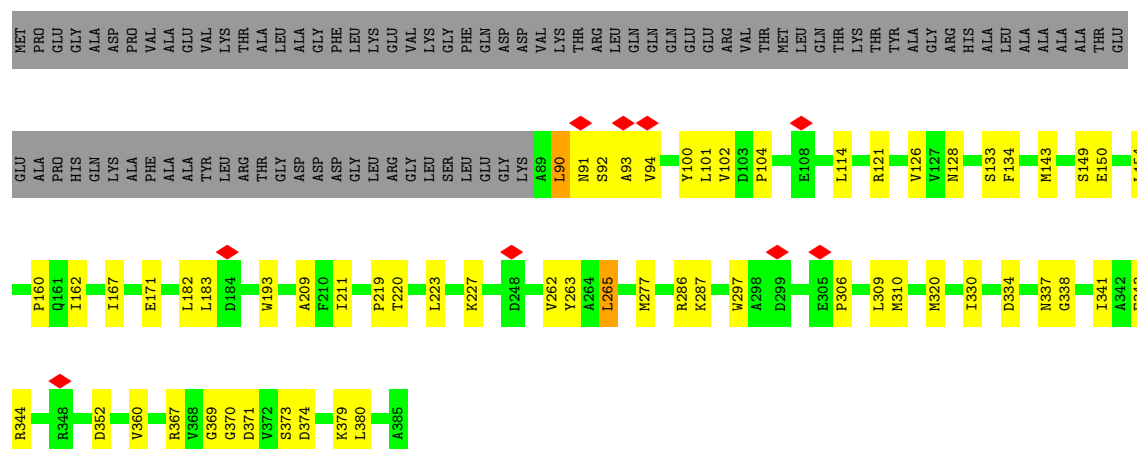 MET PRO GLU GLY ALA ASP PRO VAL ALA GLU VAL LYS THR ALA LEU ALA GLY PHE LEU LYS GLU VAL LYS GLY PHE GLN ASP ASP VAL LYS THR ARG LEU GLN GLN GLN GLU GLU ARG VAL THR MET LEU GLN THR LYS THR TYR ALA GLY ARG HIS ALA LEU ALA ALA ALA ALA THR GLU
GLU ALA PRO HIS GLN LYS ALA PHE ALA ALA TYR LEU ARG THR GLY ASP ASP ASP GLY LEU ARG GLY LEU SER LEU GLU GLY LYS A89 L90 N91 S92 A93 V94 Y100 L101 V102 D103 P104 E108 L114 R121 V126 V127 N128 S133 F134 M143 S149 E150
P160 Q161 I162 I167 E171 L182 L183 D184 W193 A209 F210 I211 P219 T220 L223 K227 D248 V262 Y263 A264 L265 M277 R286 K287 W297 A298 D299 E305 P306 L309 M310 M320 I330 D334 N337 G338 I341 A342
R344 R348 D352 V360 R367 V368 G369 G370 D371 V372 S373 D374 K379 L380 A385